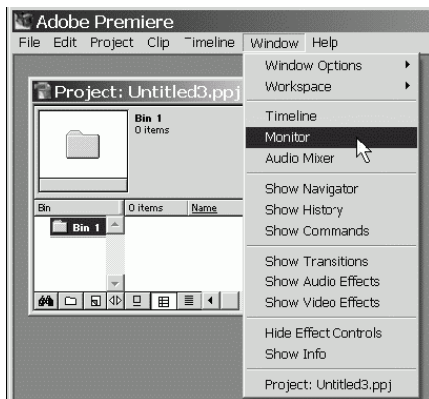 Adobe Premiere
File Edit Project Clip Timeline Window Help
Window Options
Workspace
Timeline
Monitor
Audio Mixer
Show Navigator
Show History
Show Commands
Show Transitions
Show Audio Effects
Show Video Effects
Hide Effect Controls
Show Info
Project: Untitled3.ppj
Project: Untitled3.ppj
Bin 1
0 items
Bin 0 items Name
Bin 1